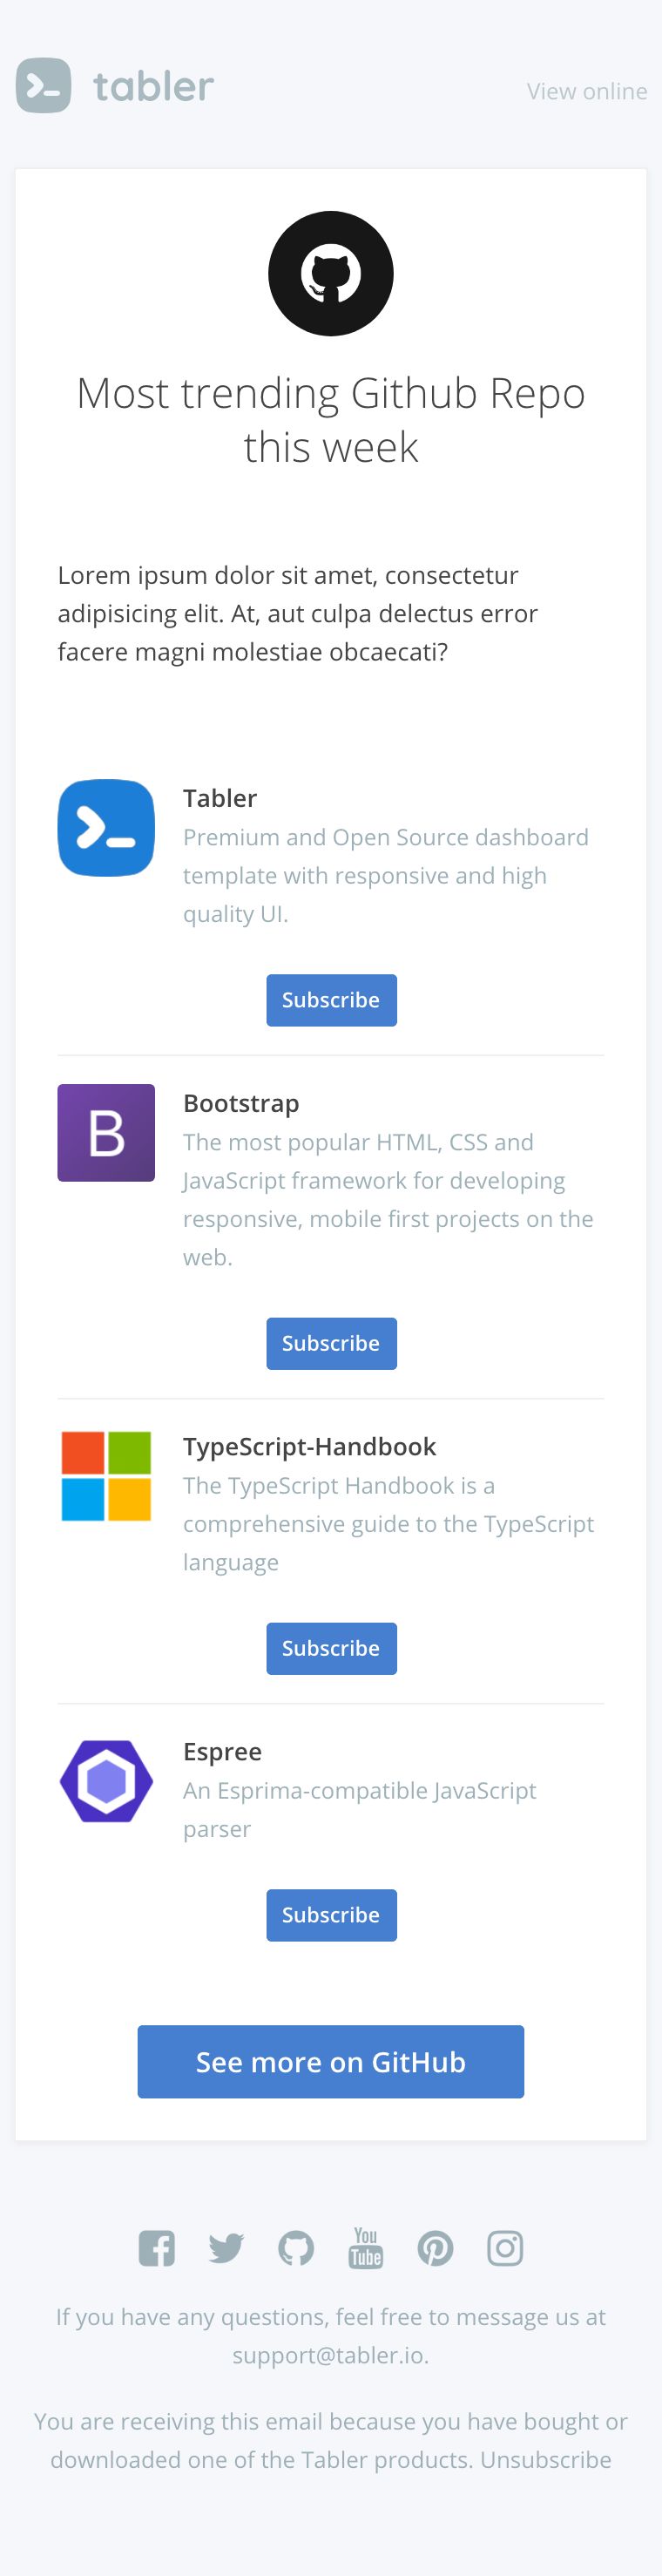 tabler
View online
Most trending Github Repo
this week
Lorem ipsum dolor sit amet, consectetur
adipisicing elit. At, aut culpa delectus error
facere magni molestiae obcaecati?
Tabler
Premium and Open Source dashboard
template with responsive and high
quality UI.
Subscribe
B
Bootstrap
The most popular HTML, CSS and
JavaScript framework for developing
responsive, mobile first projects on the
web.
Subscribe
TypeScript-Handbook
The TypeScript Handbook is a
comprehensive guide to the TypeScript
language
Subscribe
Espree
An Esprima-compatible JavaScript
parser
Subscribe
See more on GitHub
You
Tube
If you have any questions, feel free to message us at
support@tabler.io.
You are receiving this email because you have bought or
downloaded one of the Tabler products. Unsubscribe